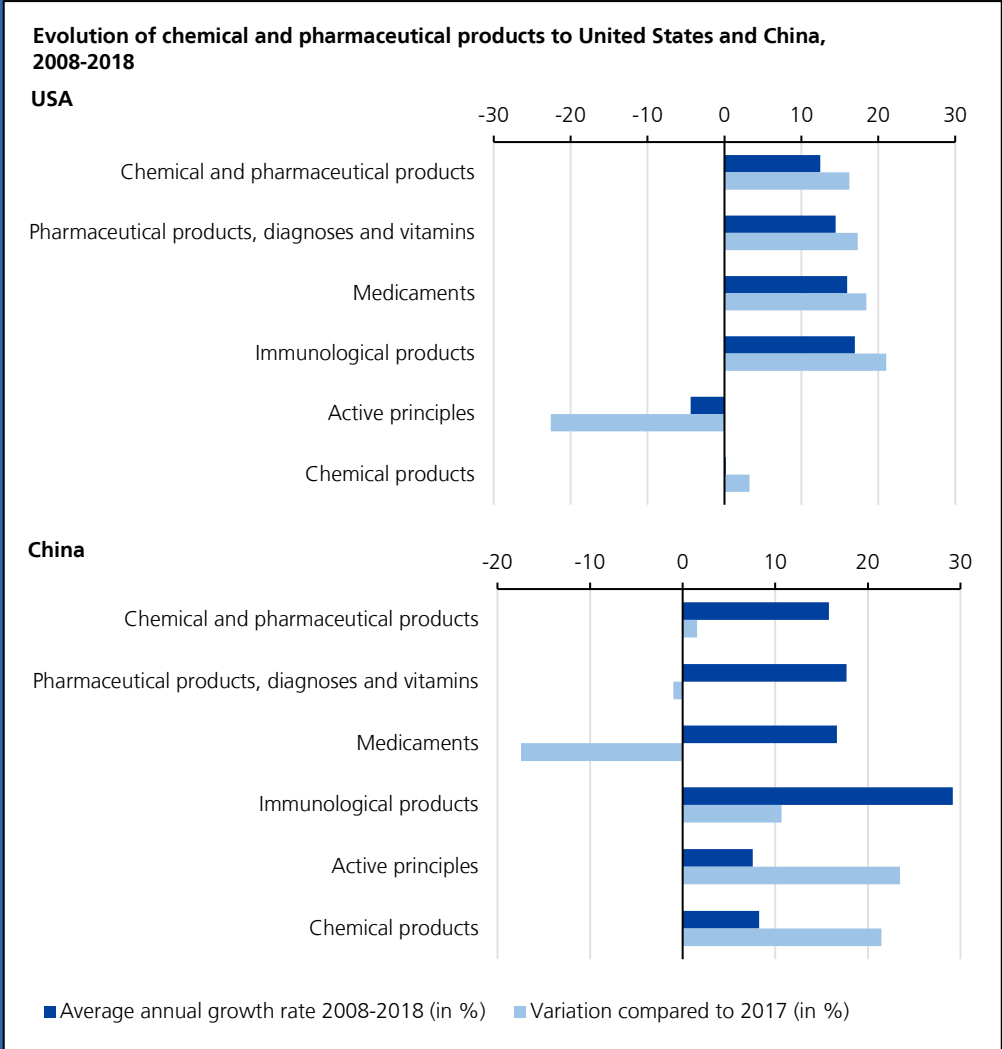 Evolution of chemical and pharmaceutical products to United States and China,
2008-2018
USA
-30 -20 -10 0 10 20 30
Chemical and pharmaceutical products
Pharmaceutical products, diagnoses and vitamins
Medicaments
Immunological products
Active principles
Chemical products
China
-20 -10 0 10 20 30
Chemical and pharmaceutical products
Pharmaceutical products, diagnoses and vitamins
Medicaments
Immunological products
Active principles
Chemical products
Average annual growth rate 2008-2018 (in %) Variation compared to 2017 (in %)